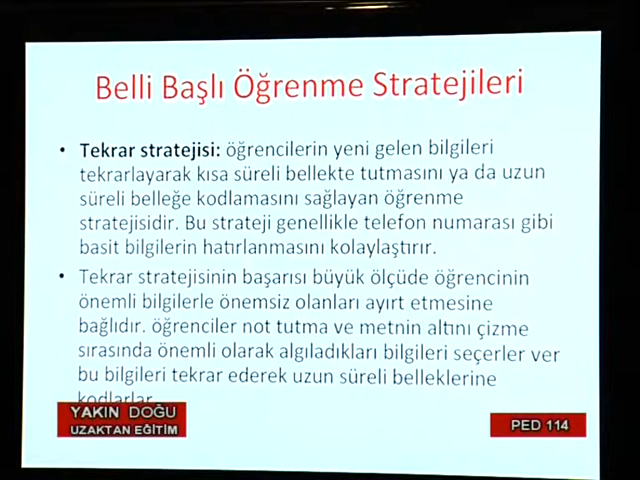 Belli Başlı Öğrenme Stratejileri
• Tekrar stratejisi: öğrencilerin yeni gelen bilgileri
tekrarlayarak kısa süreli bellekte tutmasını ya da uzun
süreli belleğe kodlamasını sağlayan öğrenme
stratejisidir. Bu strateji genellikle telefon numarası gibi
basit bilgilerin hatırlanmasını kolaylaştırır.
• Tekrar stratejisinin başarısı büyük ölçüde öğrencinin
önemli bilgilerle önemsiz olanları ayırt etmesine
bağlıdır. öğrenciler not tutma ve metnin altını çizme
sırasında önemli olarak algıladıkları bilgileri seçerler ver
bu bilgileri tekrar ederek uzun süreli belleklerine
kodlarlar.
YAKIN DOĞU
UZAKTAN EĞİTİM
PED 114